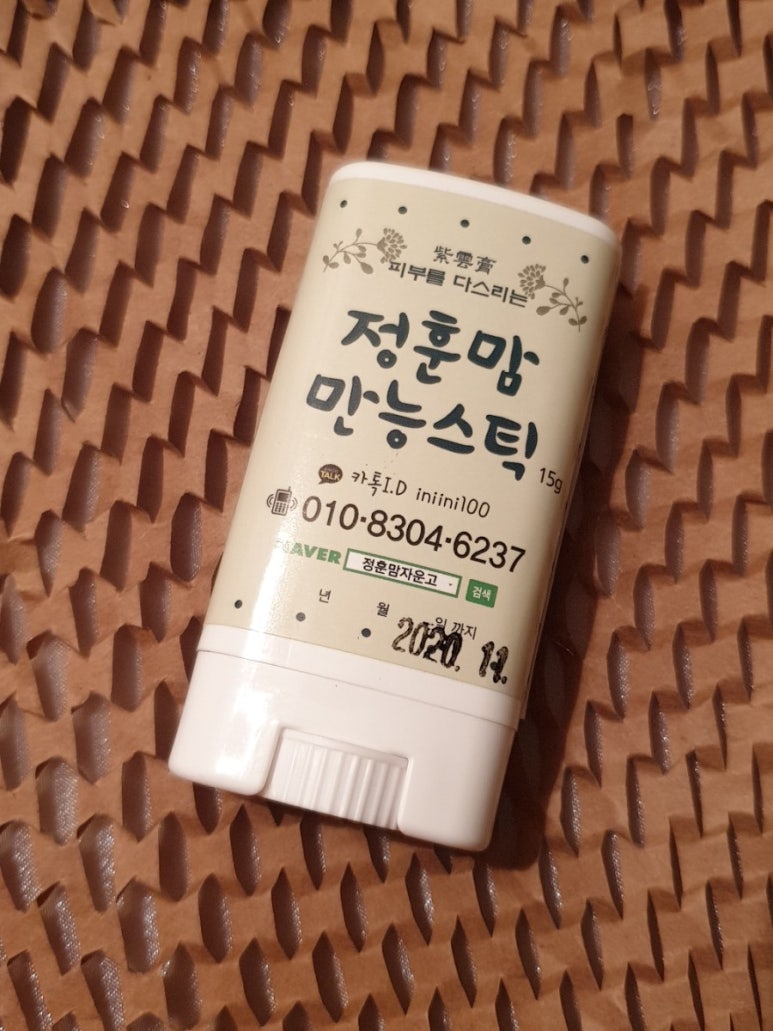 紫雲膏
피부를 다스리는
정훈맘
만능스틱 15g
TALK 카톡I.D iniini100
010·8304·6237
NAVER 정훈맘자운고 검색
년 월 일 까지
2020. 11.